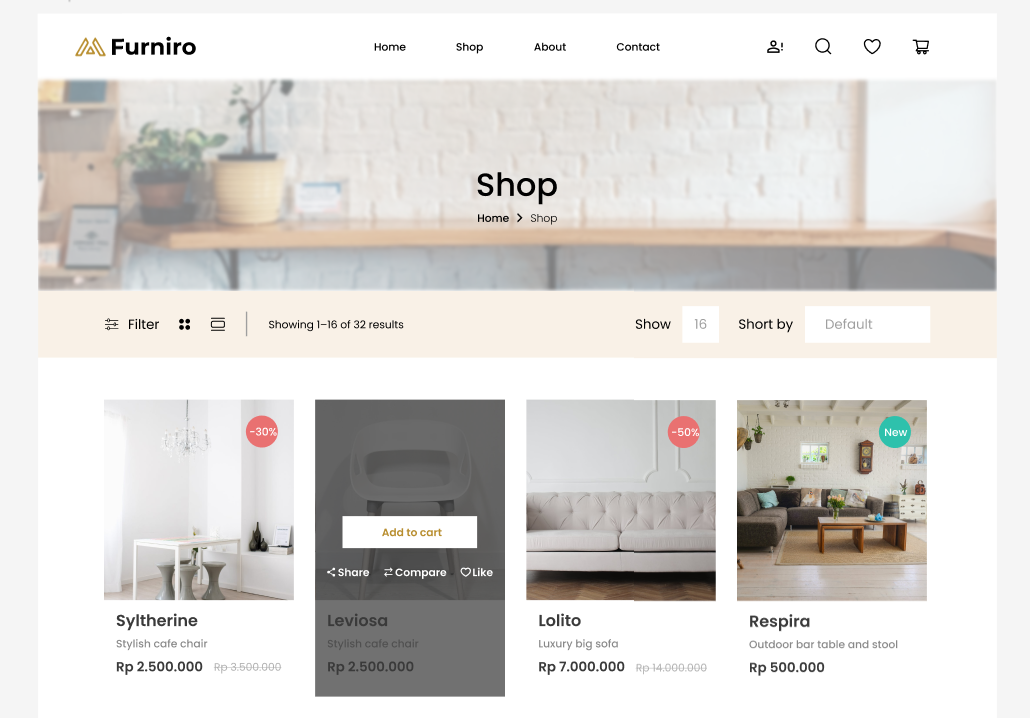 Furniro
Home Shop About Contact
Shop
Home > Shop
Filter
Showing 1–16 of 32 results
Show 16 Short by Default
-30%
-50%
New
Add to cart
Share Compare Like
Syltherine
Stylish cafe chair
Rp 2.500.000 Rp 3.500.000
Leviosa
Stylish cafe chair
Rp 2.500.000
Lolito
Luxury big sofa
Rp 7.000.000 Rp 14.000.000
Respira
Outdoor bar table and stool
Rp 500.000